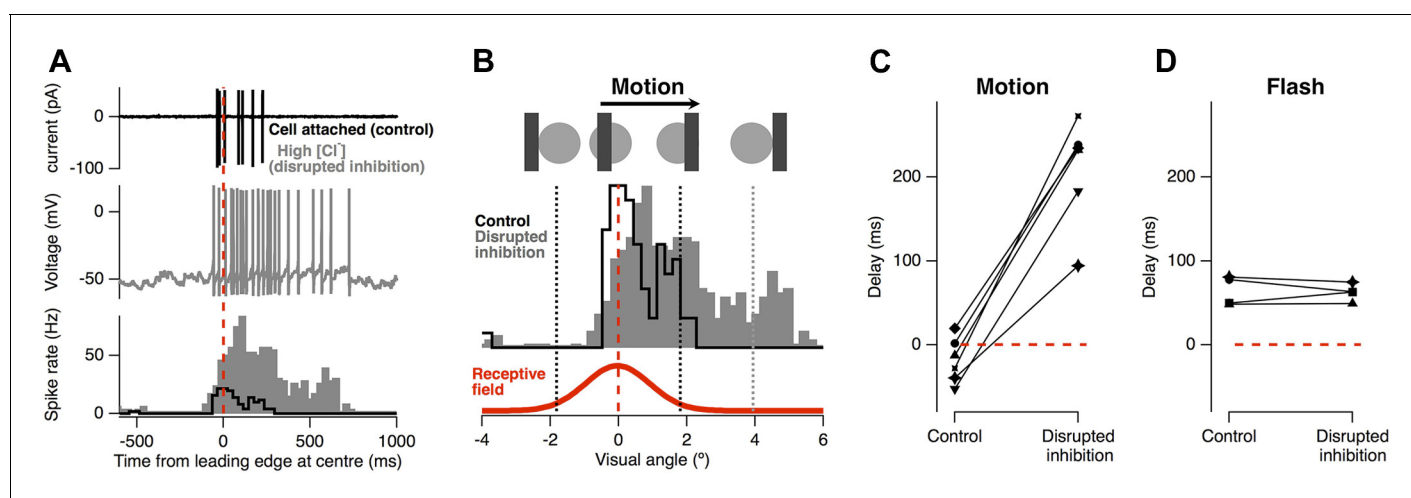 A
current (pA)
0
-100
Cell attached (control)
High [Cl-]
(disrupted inhibition)
Voltage (mV)
0
-50
Spike rate (Hz)
50
0
-500
0
500
1000
Time from leading edge at centre (ms)
B
Motion
Control
Disrupted
inhibition
Receptive
field
-4
-2
0
2
4
6
Visual angle (º)
C
Motion
Delay (ms)
200
100
0
Control
Disrupted
inhibition
D
Flash
Delay (ms)
200
100
0
Control
Disrupted
inhibition